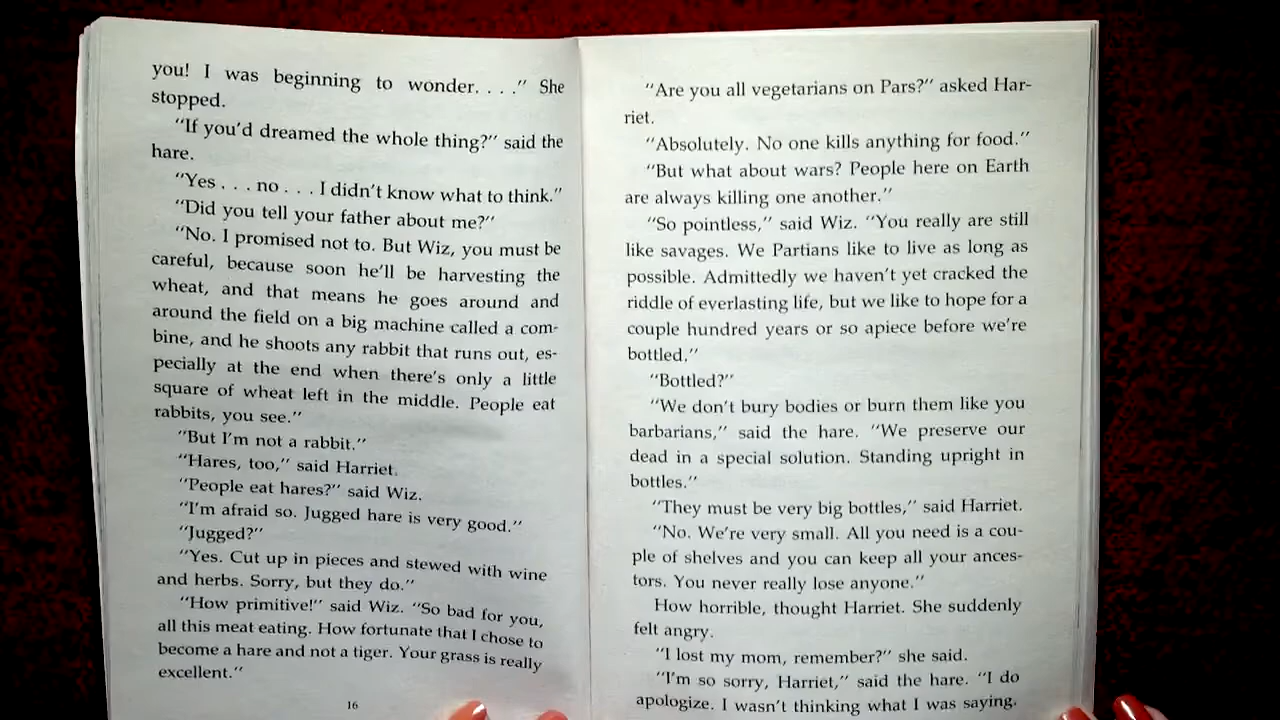 you! I was beginning to wonder. . . .” She
stopped.
“If you’d dreamed the whole thing?” said the
hare.
“Yes . . . no . . . I didn’t know what to think.”
“Did you tell your father about me?”
“No. I promised not to. But Wiz, you must be
careful, because soon he’ll be harvesting the
wheat, and that means he goes around and
around the field on a big machine called a com-
bine, and he shoots any rabbit that runs out, es-
pecially at the end when there’s only a little
square of wheat left in the middle. People eat
rabbits, you see.”
“But I’m not a rabbit.”
“Hares, too,” said Harriet.
“People eat hares?” said Wiz.
“I’m afraid so. Jugged hare is very good.”
“Jugged?”
“Yes. Cut up in pieces and stewed with wine
and herbs. Sorry, but they do.”
“How primitive!” said Wiz. “So bad for you,
all this meat eating. How fortunate that I chose to
become a hare and not a tiger. Your grass is really
excellent.”
16
“Are you all vegetarians on Pars?” asked Har-
riet.
“Absolutely. No one kills anything for food.”
“But what about wars? People here on Earth
are always killing one another.”
“So pointless,” said Wiz. “You really are still
like savages. We Partians like to live as long as
possible. Admittedly we haven’t yet cracked the
riddle of everlasting life, but we like to hope for a
couple hundred years or so apiece before we’re
bottled.”
“Bottled?”
“We don’t bury bodies or burn them like you
barbarians,” said the hare. “We preserve our
dead in a special solution. Standing upright in
bottles.”
“They must be very big bottles,” said Harriet.
“No. We’re very small. All you need is a cou-
ple of shelves and you can keep all your ances-
tors. You never really lose anyone.”
How horrible, thought Harriet. She suddenly
felt angry.
“I lost my mom, remember?” she said.
“I’m so sorry, Harriet,” said the hare. “I do
apologize. I wasn’t thinking what I was saying.